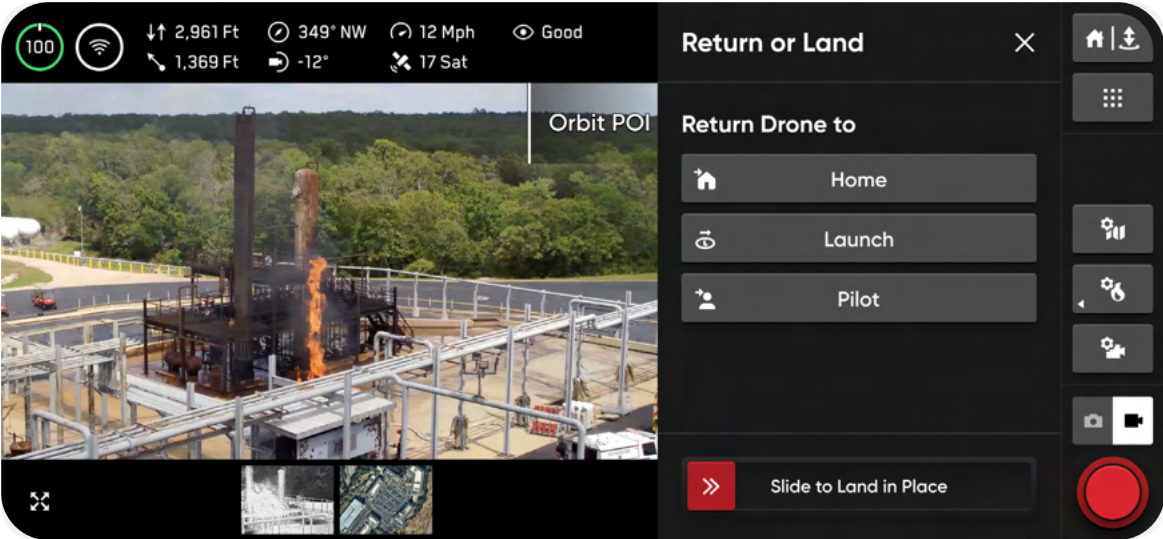 100
2,961 Ft
349° NW
12 Mph
Good
1,369 Ft
-12°
17 Sat
Orbit POI
Return or Land
Return Drone to
Home
Launch
Pilot
Slide to Land in Place